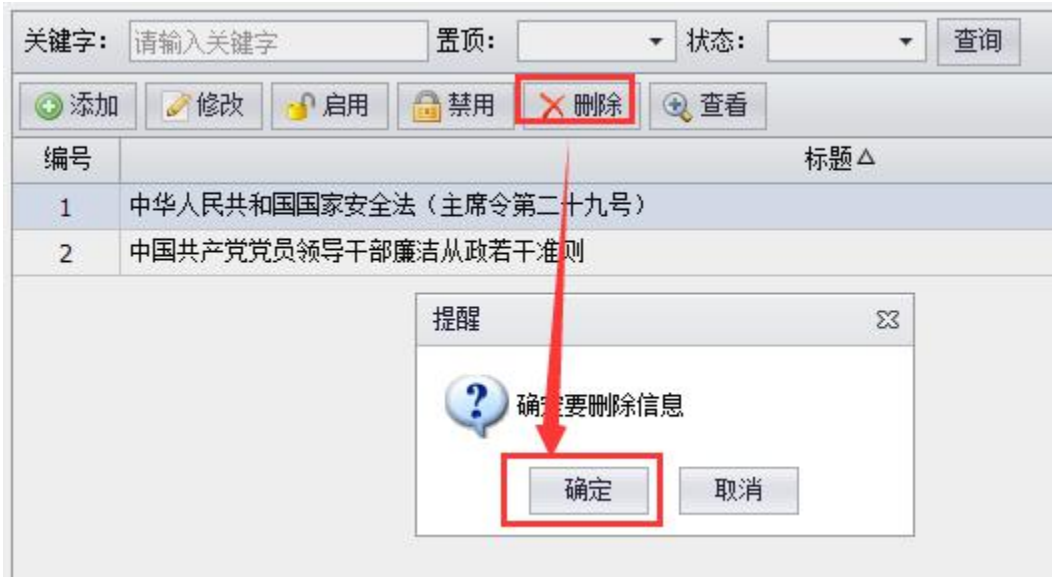 关键字： 请输入关键字 置顶： 状态： 查询
添加 修改 启用 禁用 删除 查看
编号 标题
1 中华人民共和国国家安全法（主席令第二十九号）
2 中国共产党党员领导干部廉洁从政若干准则
提醒
确定要删除信息
确定 取消